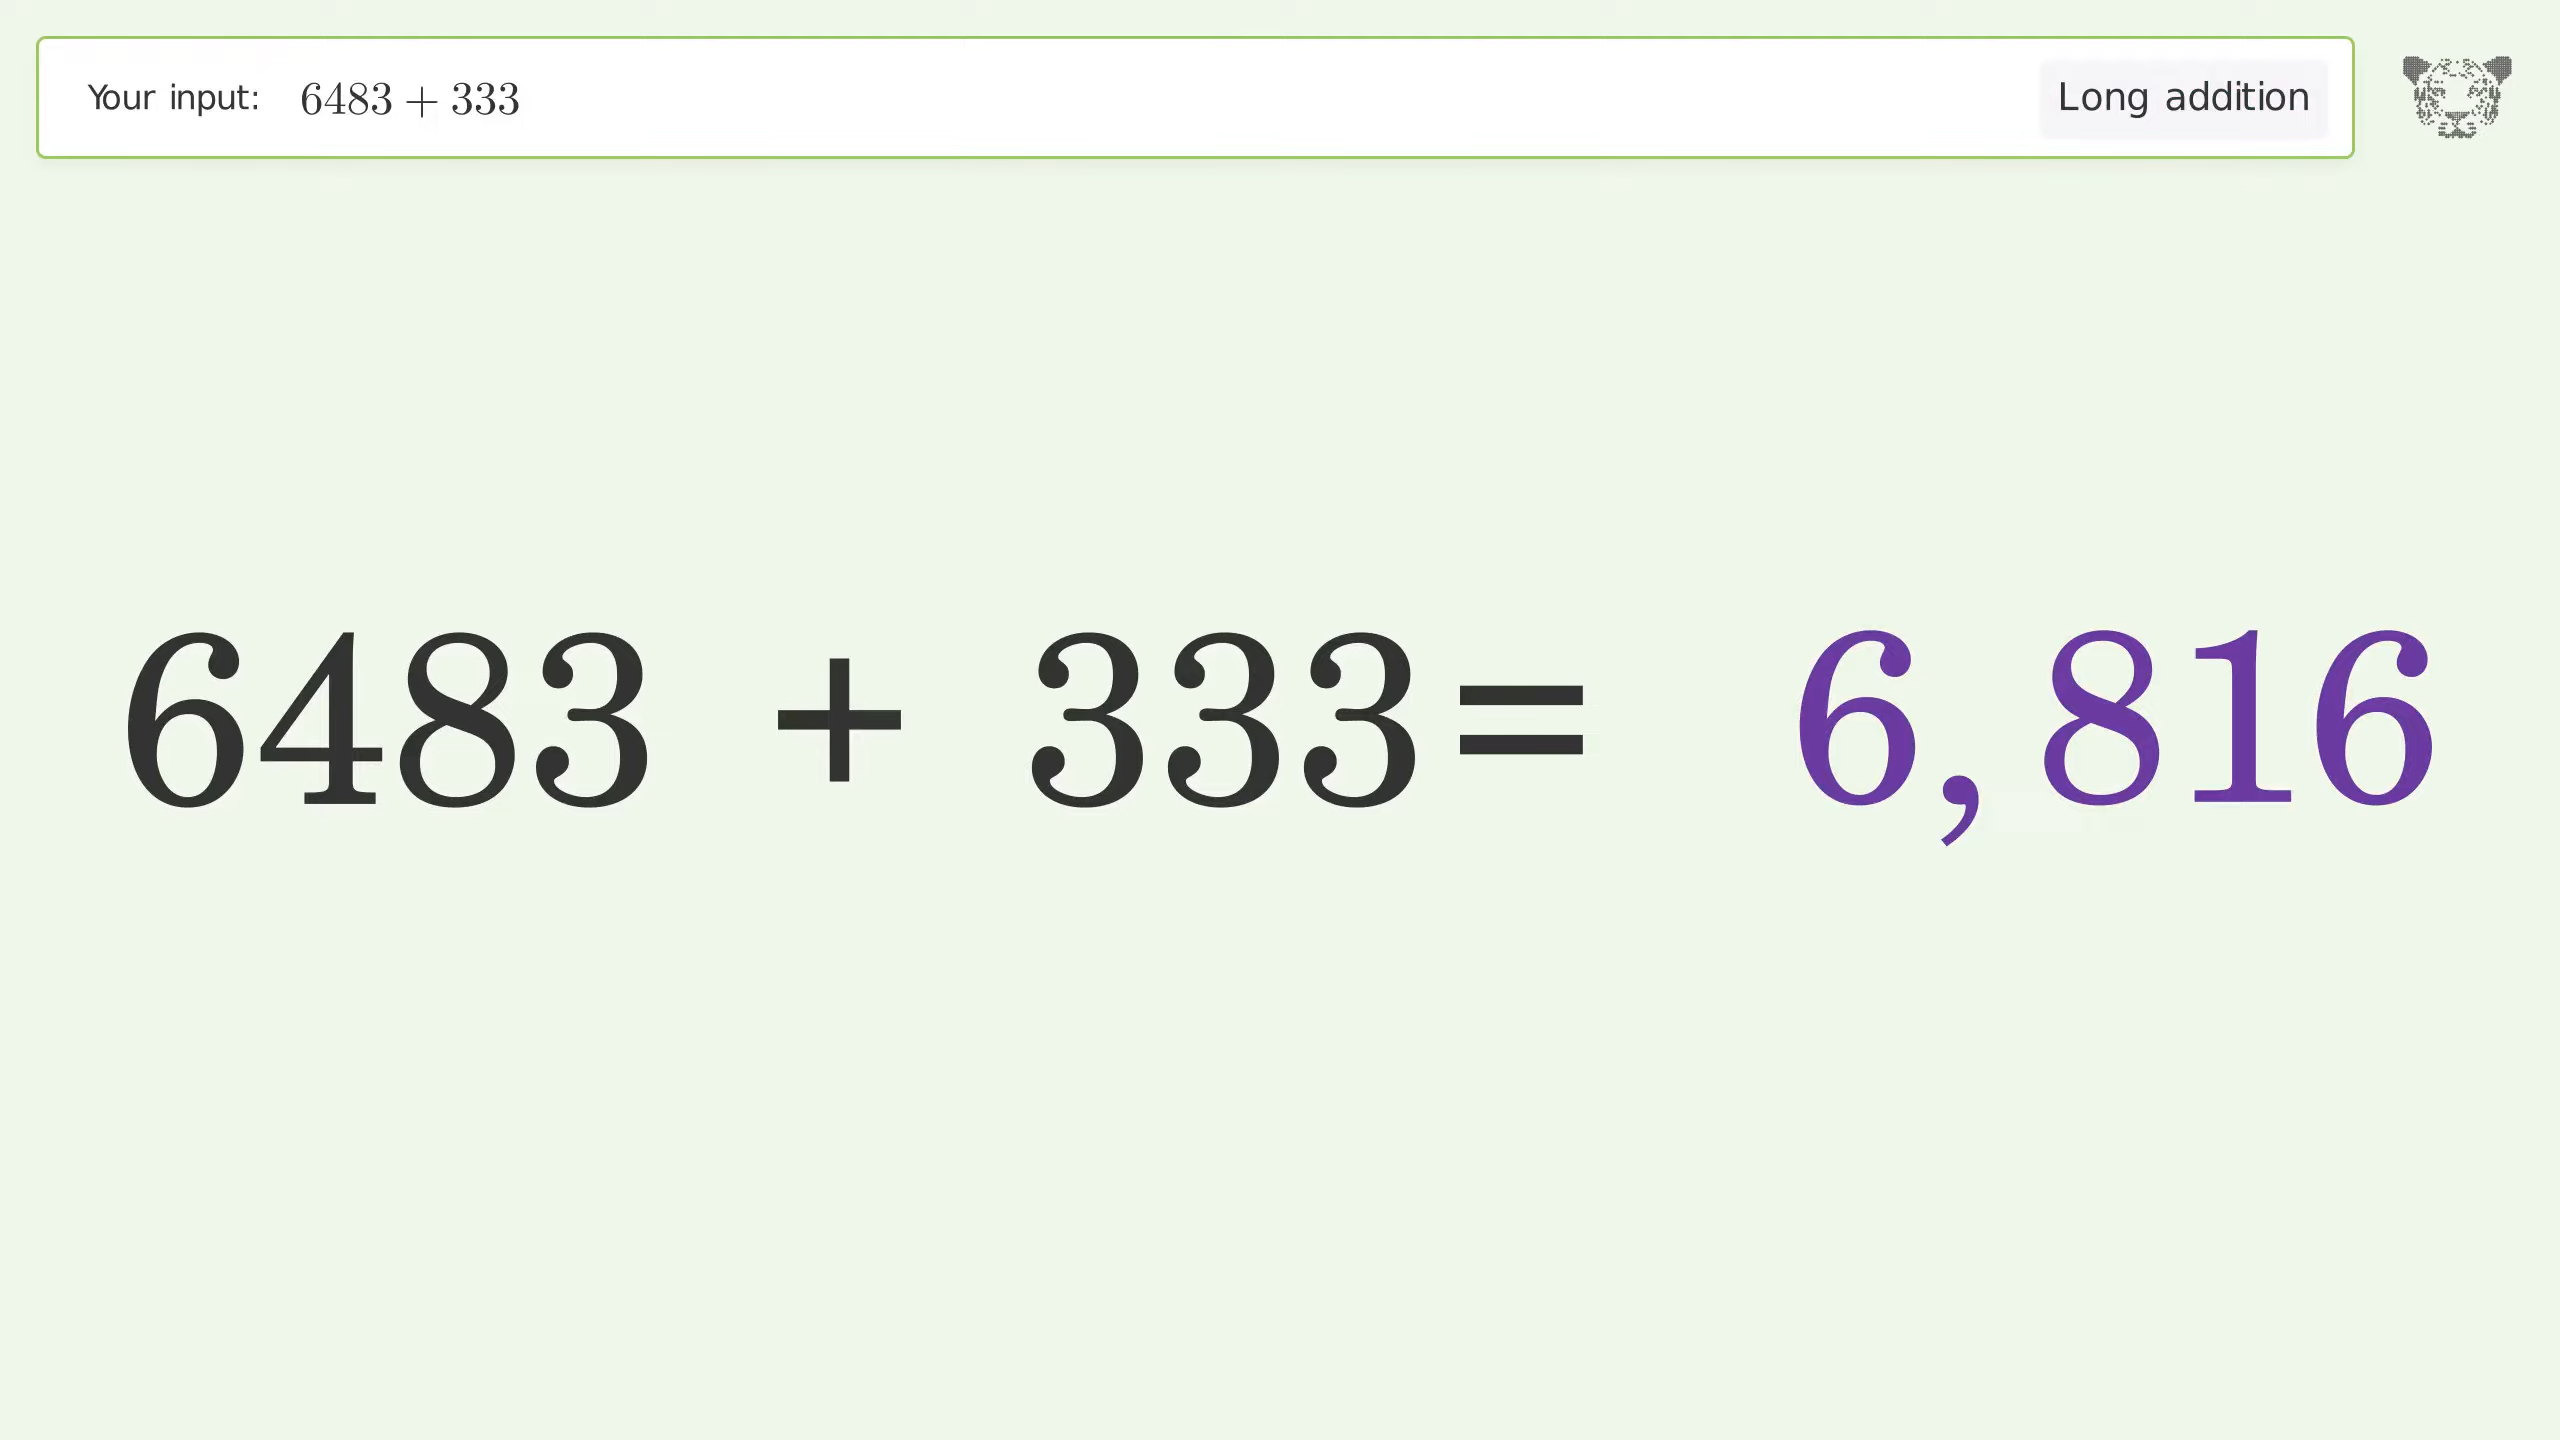 Your input: 6483 + 333 Long addition
6483 + 333 = 6,816